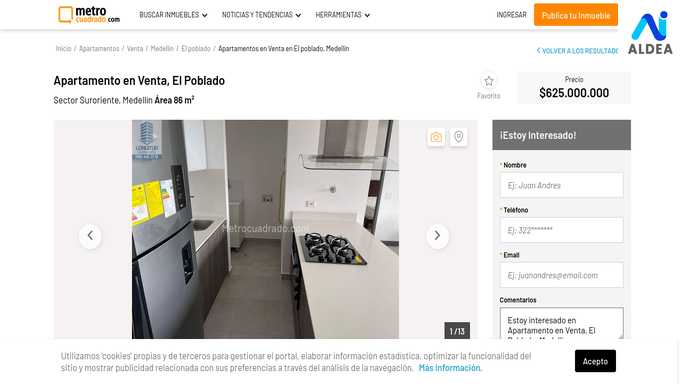 metro
cuadrado.com
BUSCAR INMUEBLES
NOTICIAS Y TENDENCIAS
HERRAMIENTAS
INGRESAR
Publica tu Inmueble
ALDEA
Inicio / Apartamentos / Venta / Medellín / El poblado / Apartamentos en Venta en El poblado, Medellín
VOLVER A LOS RESULTADO
Apartamento en Venta, El Poblado
Sector Suroriente, Medellín Área 86 m²
Favorito
Precio
$625.000.000
Metrocuadrado.com
1 /13
¡Estoy Interesado!
* Nombre
Ej: Juan Andres
* Teléfono
Ej: 322*******
* Email
Ej: juanandres@email.com
Comentarios
Estoy interesado en
Apartamento en Venta, El
Utilizamos 'cookies' propias y de terceros para gestionar el portal, elaborar información estadística, optimizar la funcionalidad del
sitio y mostrar publicidad relacionada con sus preferencias a través del análisis de la navegación. Más información.
Acepto